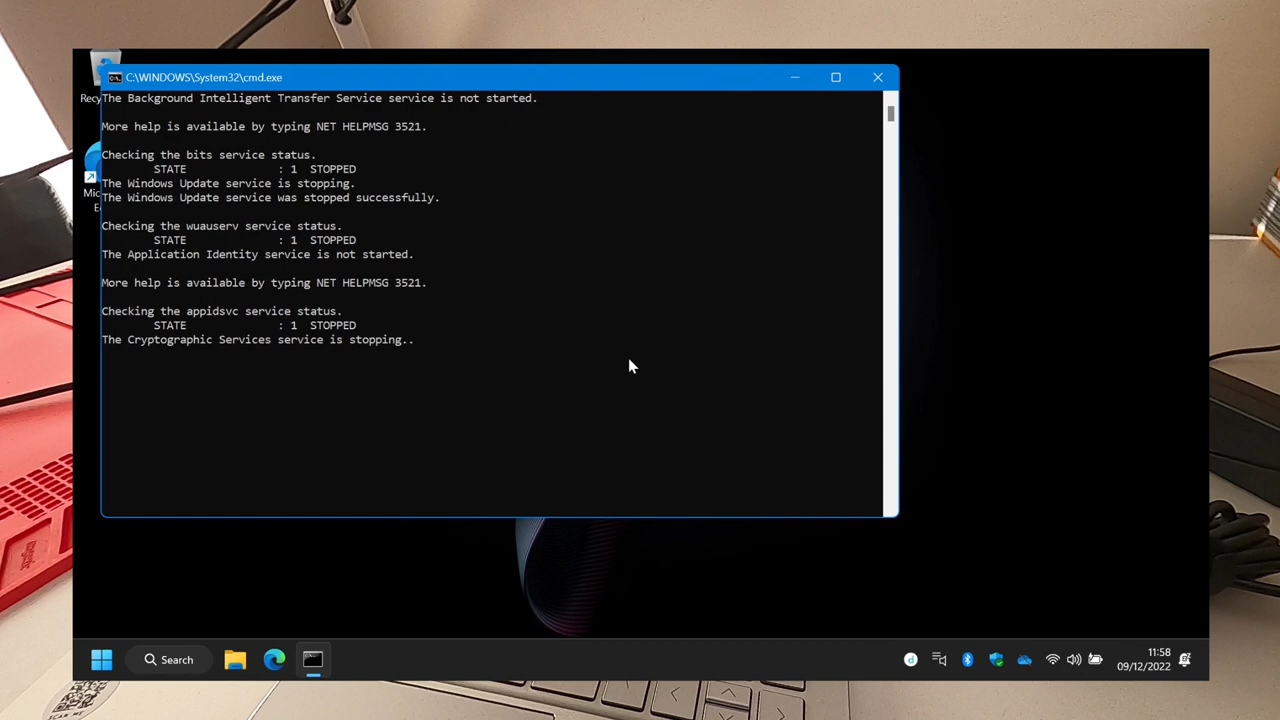 C:\WINDOWS\System32\cmd.exe
Recy
The Background Intelligent Transfer Service service is not started.
More help is available by typing NET HELPMSG 3521.
Checking the bits service status.
STATE : 1 STOPPED
The Windows Update service is stopping.
Mic
The Windows Update service was stopped successfully.
E
Checking the wuauserv service status.
STATE : 1 STOPPED
The Application Identity service is not started.
More help is available by typing NET HELPMSG 3521.
Checking the appidsvc service status.
STATE : 1 STOPPED
The Cryptographic Services service is stopping..
Search
11:58
09/12/2022
SCAN ME